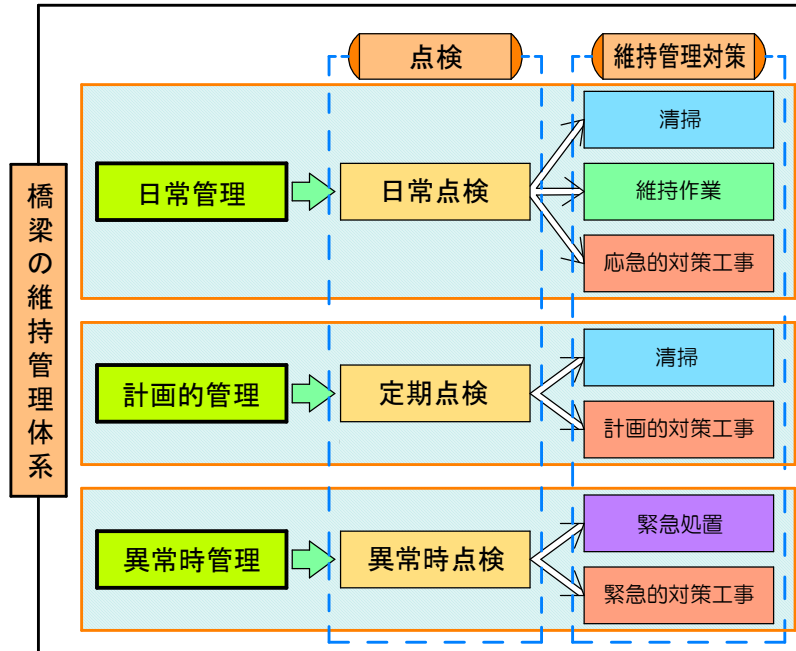 点検
維持管理対策
橋梁の維持管理体系
日常管理
日常点検
清掃
維持作業
応急的対策工事
計画的管理
定期点検
清掃
計画的対策工事
異常時管理
異常時点検
緊急処置
緊急的対策工事